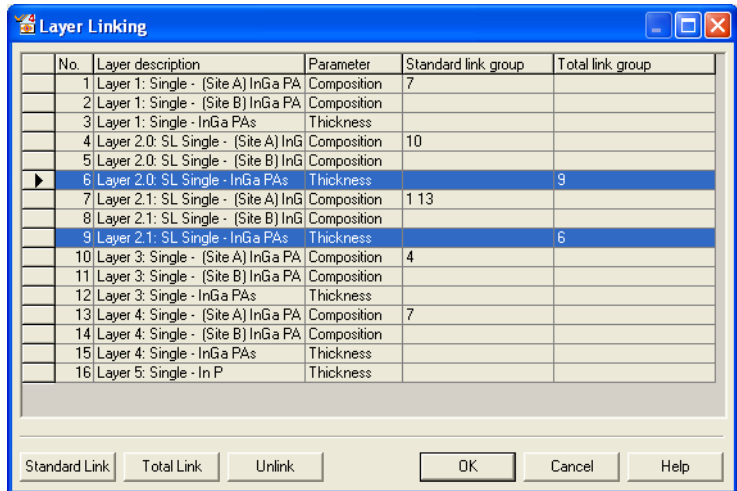 Layer Linking
No. Layer description Parameter Standard link group Total link group
1 Layer 1: Single - (Site A) InGa PA Composition 7
2 Layer 1: Single - (Site B) InGa PA Composition
3 Layer 1: Single - InGa PAs Thickness
4 Layer 2.0: SL Single - (Site A) InG Composition 10
5 Layer 2.0: SL Single - (Site B) InG Composition
6 Layer 2.0: SL Single - InGa PAs Thickness 9
7 Layer 2.1: SL Single - (Site A) InG Composition 1 13
8 Layer 2.1: SL Single - (Site B) InG Composition
9 Layer 2.1: SL Single - InGa PAs Thickness 6
10 Layer 3: Single - (Site A) InGa PA Composition 4
11 Layer 3: Single - (Site B) InGa PA Composition
12 Layer 3: Single - InGa PAs Thickness
13 Layer 4: Single - (Site A) InGa PA Composition 7
14 Layer 4: Single - (Site B) InGa PA Composition
15 Layer 4: Single - InGa PAs Thickness
16 Layer 5: Single - In P Thickness
Standard Link Total Link Unlink OK Cancel Help